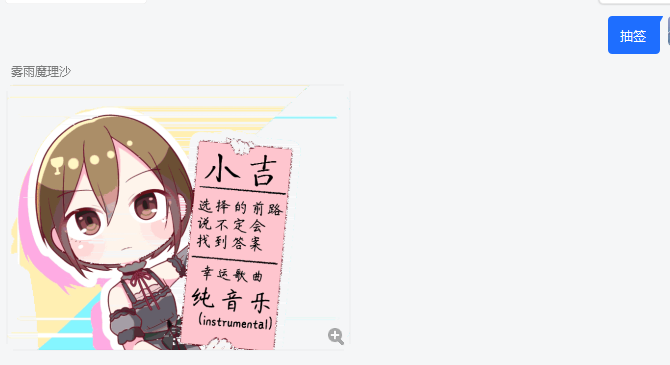 抽签
雾雨魔理沙
小吉
选择的前路
说不定会
找到答案
幸运歌曲
纯音乐
(instrumental)